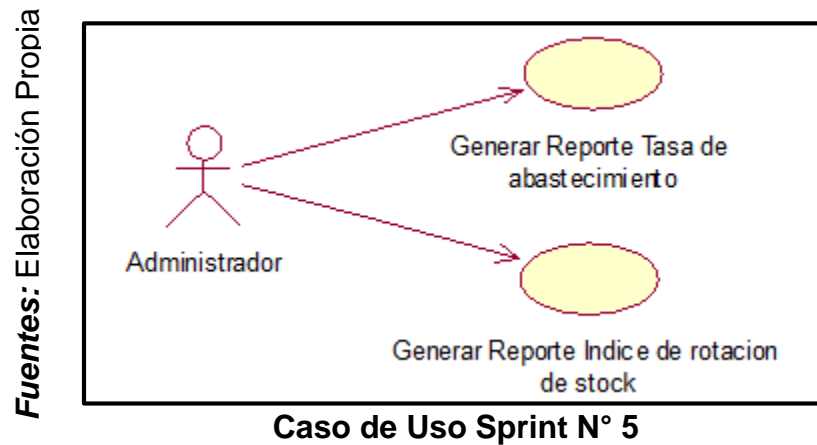 Fuentes: Elaboración Propia
Generar Reporte Tasa de
abastecimiento
Administrador
Generar Reporte Indice de rotacion
de stock
Caso de Uso Sprint N° 5